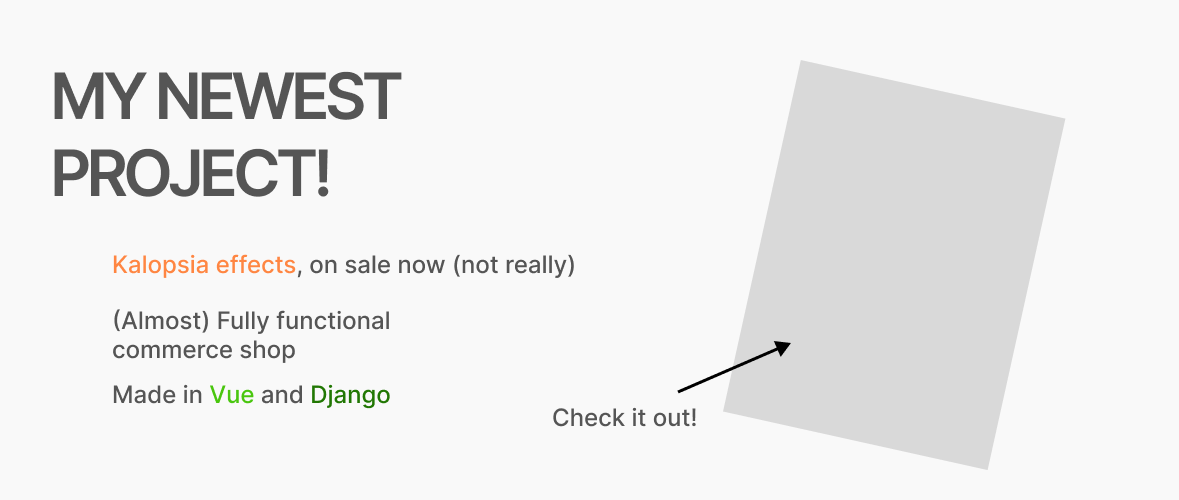 MY NEWEST
PROJECT!
Kalopsia effects, on sale now (not really)
(Almost) Fully functional
commerce shop
Made in Vue and Django
Check it out!